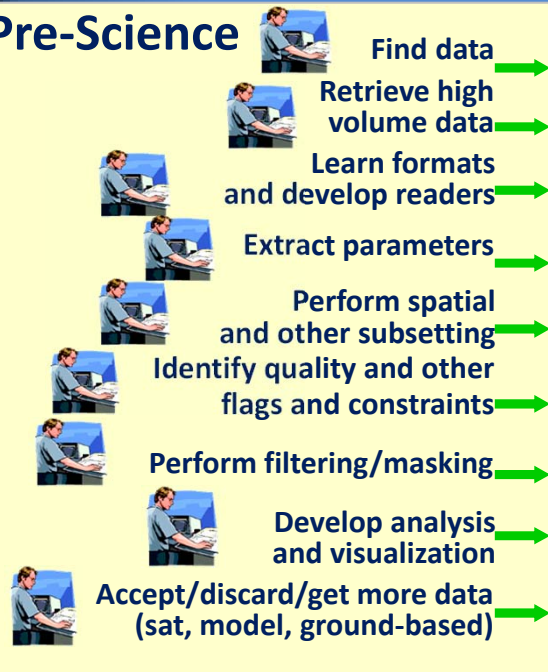 Pre-Science
Find data
Retrieve high
volume data
Learn formats
and develop readers
Extract parameters
Perform spatial
and other subsetting
Identify quality and other
flags and constraints
Perform filtering/masking
Develop analysis
and visualization
Accept/discard/get more data
(sat, model, ground-based)